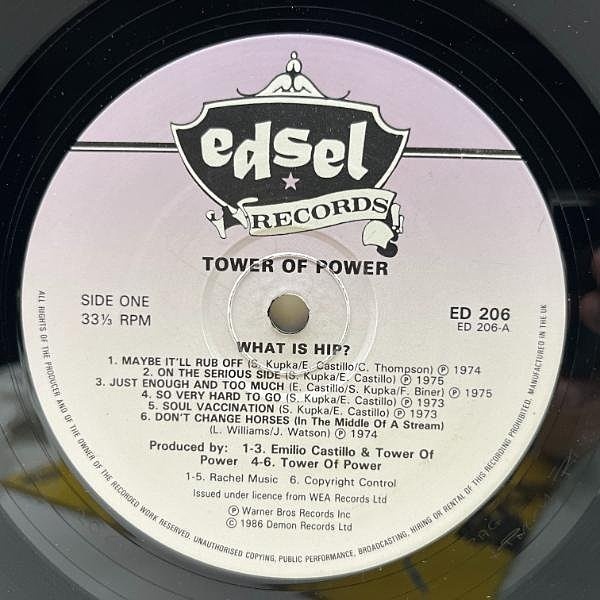 edsel
RECORDS
TOWER OF POWER
SIDE ONE
33⅓ RPM
ED 206
ED 206-A
WHAT IS HIP?
1. MAYBE IT'LL RUB OFF (S. Kupka/E. Castillo/C. Thompson) Ⓟ 1974
2. ON THE SERIOUS SIDE (S. Kupka/E. Castillo) Ⓟ 1975
3. JUST ENOUGH AND TOO MUCH (E. Castillo/S. Kupka/F. Biner) Ⓟ 1975
4. SO VERY HARD TO GO (S. Kupka/E. Castillo) Ⓟ 1973
5. SOUL VACCINATION (S. Kupka/E. Castillo) Ⓟ 1973
6. DON'T CHANGE HORSES (In The Middle Of A Stream)
(L. Williams/J. Watson) Ⓟ 1974
Produced by: 1-3. Emilio Castillo & Tower Of
Power 4-6. Tower Of Power
1-5. Rachel Music 6. Copyright Control
Issued under licence from WEA Records Ltd
Ⓟ Warner Bros Records Inc
© 1986 Demon Records Ltd
ALL RIGHTS OF THE PRODUCER AND OF THE OWNER OF THE RECORDED WORK RESERVED. UNAUTHORISED COPYING, PUBLIC PERFORMANCE, BROADCASTING, HIRING OR RENTAL OF THIS RECORDING PROHIBITED. MANUFACTURED IN THE UK